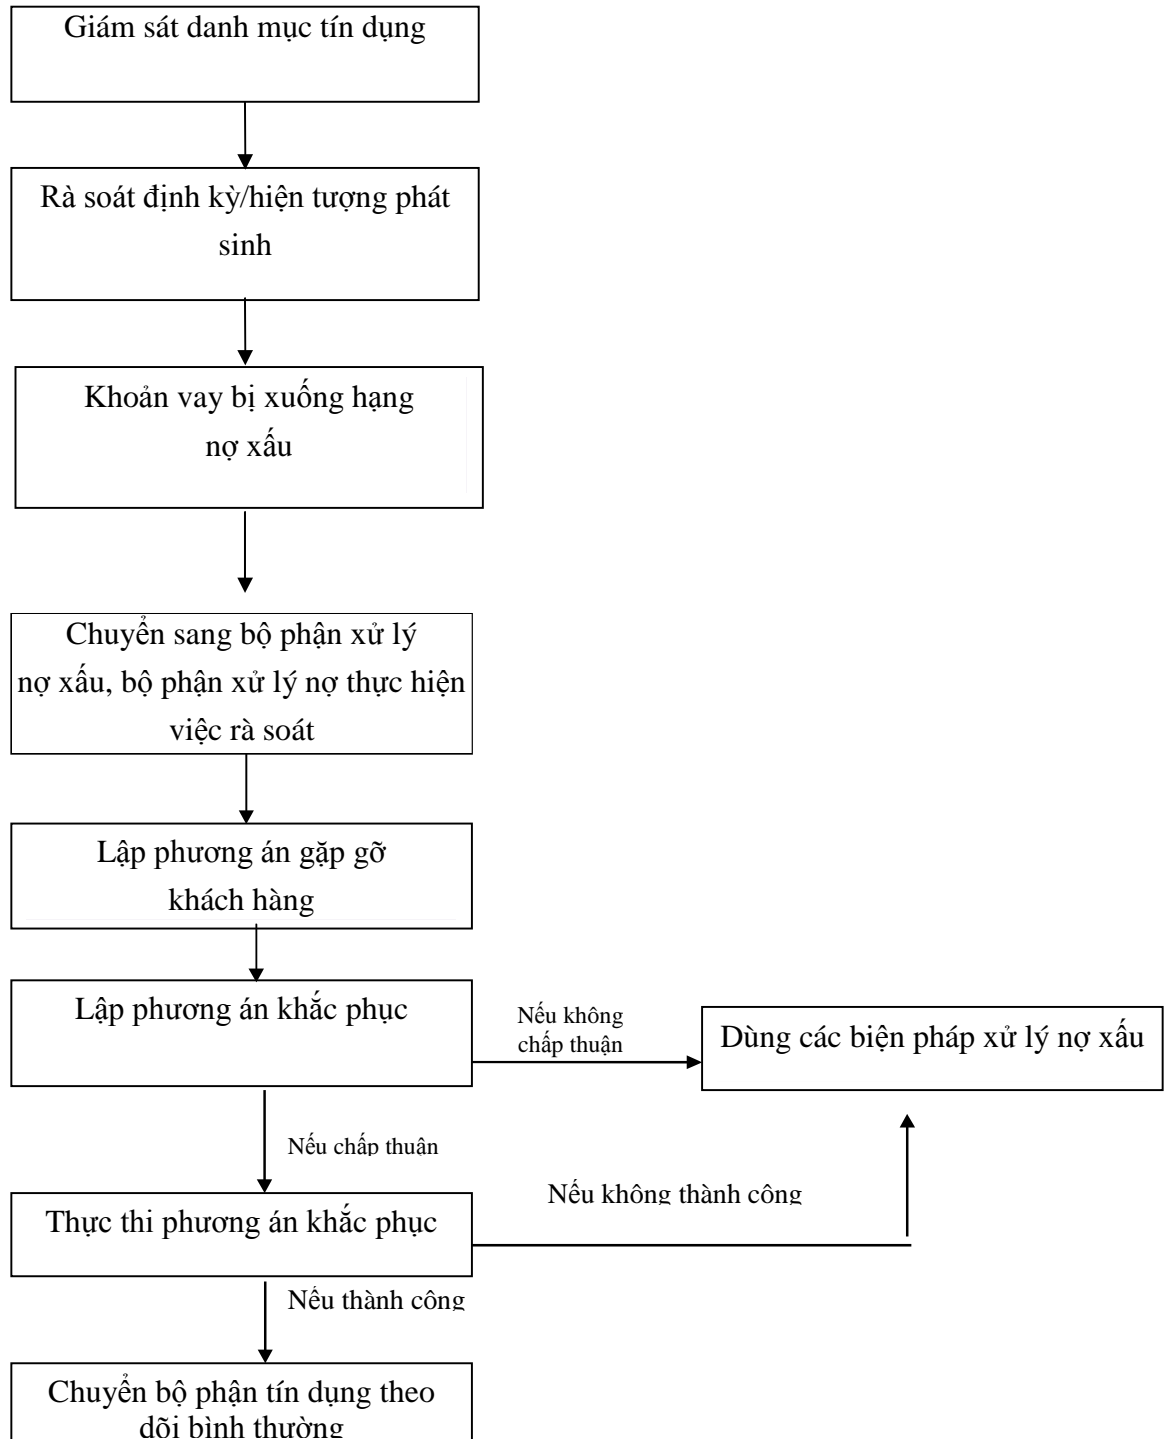 Giám sát danh mục tín dụng
Rà soát định kỳ/hiện tượng phát
sinh
Khoản vay bị xuống hạng
nợ xấu
Chuyển sang bộ phận xử lý
nợ xấu, bộ phận xử lý nợ thực hiện
việc rà soát
Lập phương án gặp gỡ
khách hàng
Lập phương án khắc phục
Nếu không
chấp thuận
Dùng các biện pháp xử lý nợ xấu
Nếu chấp thuận
Nếu không thành công
Thực thi phương án khắc phục
Nếu thành công
Chuyển bộ phận tín dụng theo
dõi bình thường